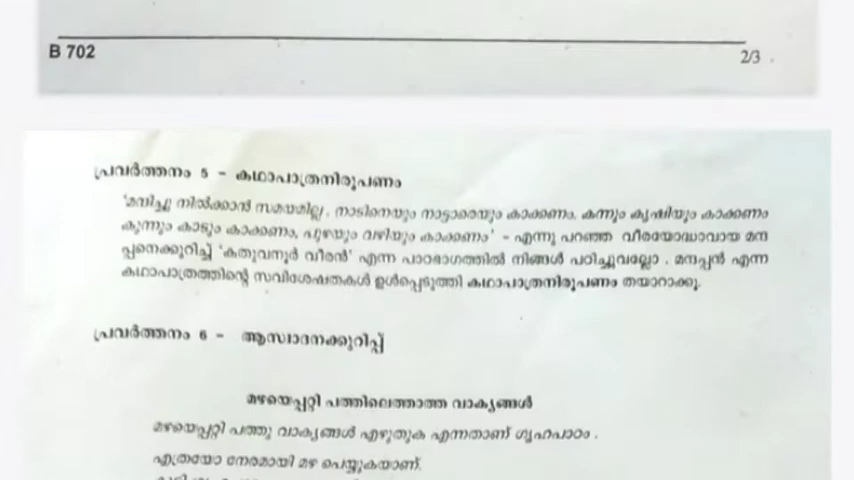 B 702
2/3
പ്രവർത്തനം 5 - കഥാപാത്രനിരൂപണം
'മവിച്ചു നിൽക്കാൻ സമയമില്ല. നാടിനെയും നാട്ടാരെയും കാക്കണം. കന്നും കൃഷിയും കാക്കണം
കുന്നും കാടും കാക്കണം, പുഴയും വഴിയും കാക്കണം' - എന്നു പറഞ്ഞ വീരയോദ്ധാവായ മന്ദ
പ്പനെക്കുറിച്ച് 'കതുവനൂർ വീരൻ' എന്ന പാഠഭാഗത്തിൽ നിങ്ങൾ പഠിച്ചുവല്ലോ. മന്ദപ്പൻ എന്ന
കഥാപാത്രത്തിന്റെ സവിശേഷതകൾ ഉൾപ്പെടുത്തി കഥാപാത്രനിരൂപണം തയാറാക്കൂ.
പ്രവർത്തനം 6 - ആസ്വാദനക്കുറിപ്പ്
മഴയെപ്പറ്റി പത്തിലെത്താത്ത വാക്യങ്ങൾ
മഴയെപ്പറ്റി പത്തു വാക്യങ്ങൾ എഴുതുക എന്നതാണ് ഗൃഹപാഠം.
എത്രയോ നേരമായി മഴ പെയ്യുകയാണ്.